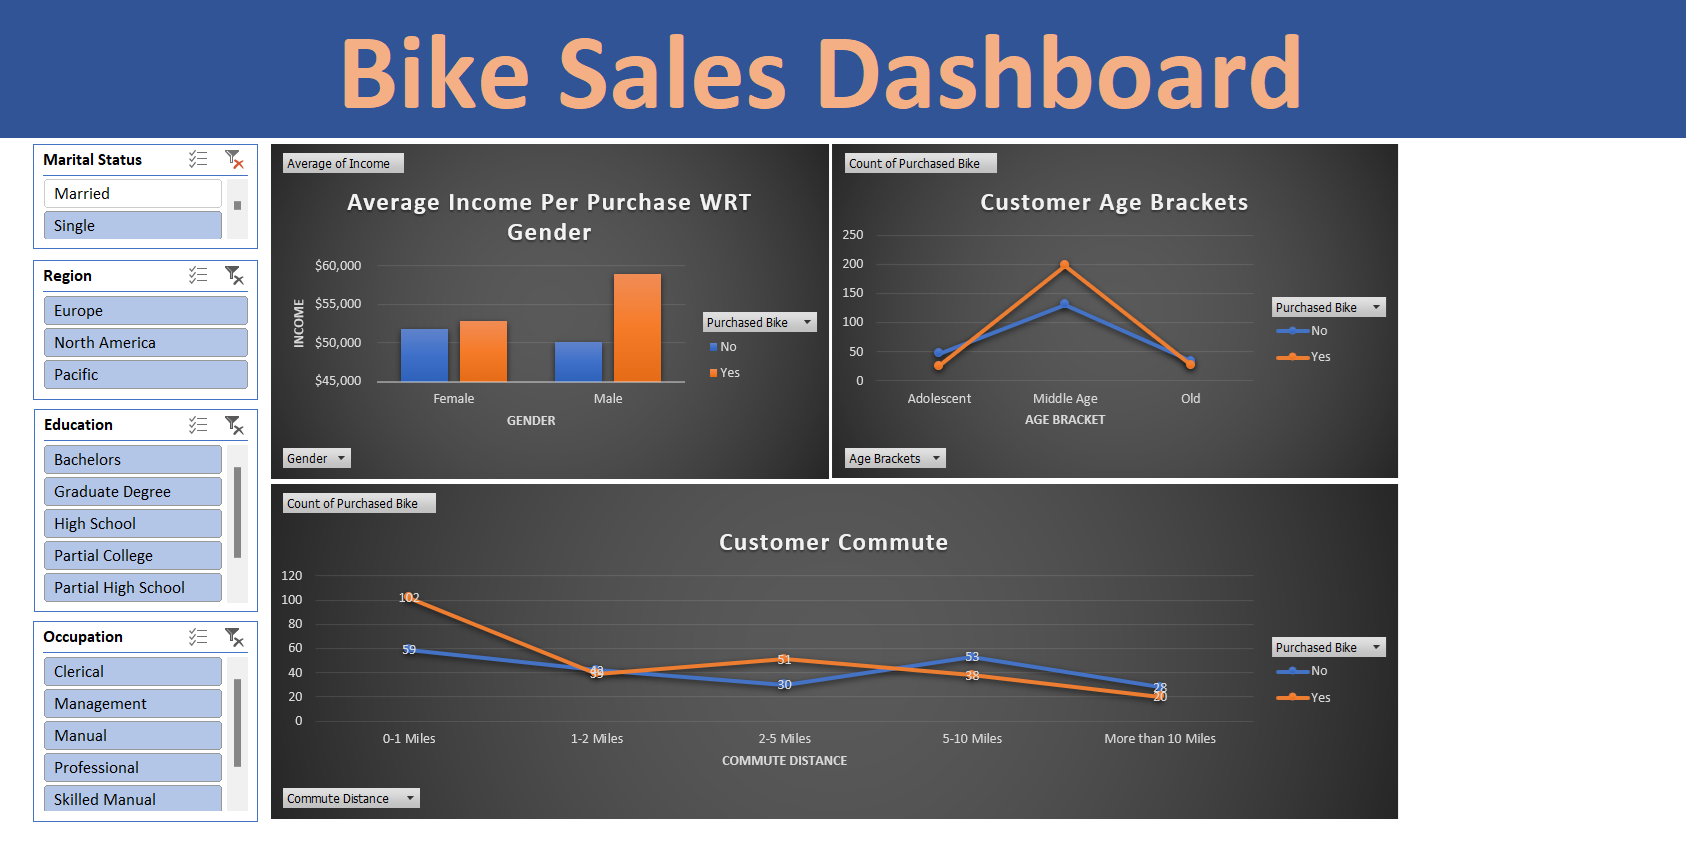 Bike Sales Dashboard
Marital Status
Married
Single
Region
Europe
North America
Pacific
Education
Bachelors
Graduate Degree
High School
Partial College
Partial High School
Occupation
Clerical
Management
Manual
Professional
Skilled Manual
Average of Income
Average Income Per Purchase WRT
Gender
$60,000
$55,000
$50,000
$45,000
INCOME
Female
Male
GENDER
Purchased Bike
No
Yes
Gender
Count of Purchased Bike
Customer Age Brackets
250
200
150
100
50
0
Adolescent
Middle Age
Old
AGE BRACKET
Purchased Bike
No
Yes
Age Brackets
Count of Purchased Bike
Customer Commute
120
100
80
60
40
20
0
102
59
42
39
51
30
53
38
28
20
0-1 Miles
1-2 Miles
2-5 Miles
5-10 Miles
More than 10 Miles
COMMUTE DISTANCE
Purchased Bike
No
Yes
Commute Distance